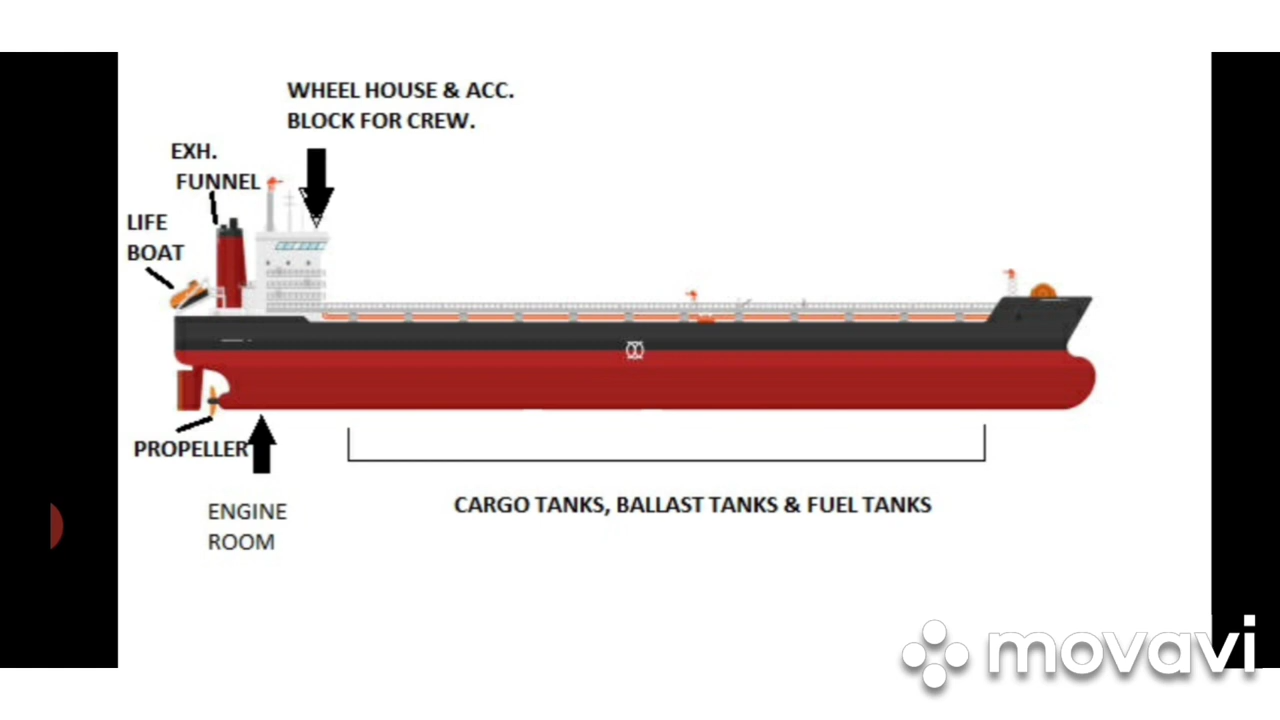 WHEEL HOUSE & ACC.
BLOCK FOR CREW.
EXH.
FUNNEL
LIFE
BOAT
PROPELLER
ENGINE
ROOM
CARGO TANKS, BALLAST TANKS & FUEL TANKS
movavi